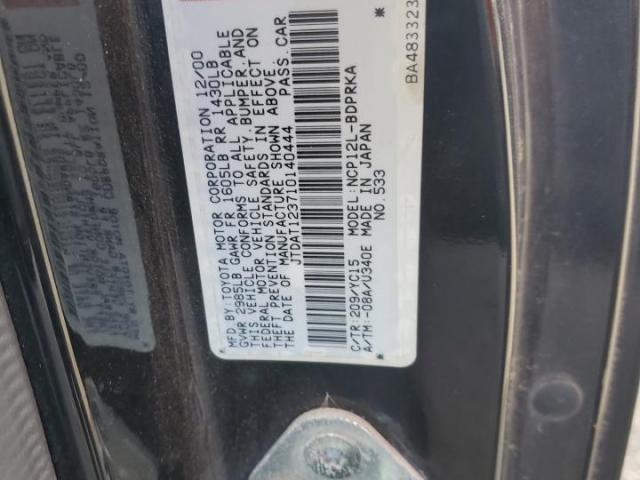 MFD.BY:TOYOTA MOTOR CORPORATION 12/00
GVWR 2985LB GAWR FR 1605LB RR 1430LB
THIS VEHICLE CONFORMS TO ALL APPLICABLE
FEDERAL MOTOR VEHICLE SAFETY,BUMPER,AND
THEFT PREVENTION STANDARDS IN EFFECT ON
THE DATE OF MANUFACTURE SHOWN ABOVE.
JTDAT123710140444 PASS.CAR
C/TR:209/YC15 MODEL:NCP12L-BDPRKA
A/TM:-08A/U340E MADE IN JAPAN
NO.533
BA483323